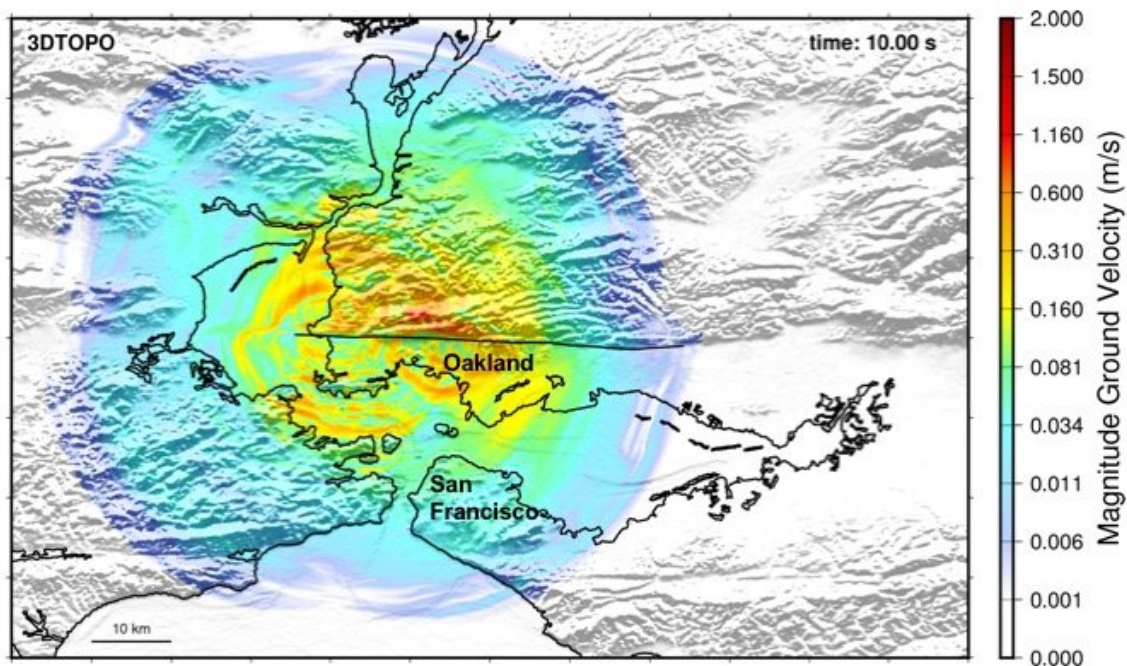 3DTOPO
time: 10.00 s
Oakland
San
Francisco
10 km
2.000
1.500
1.160
0.600
0.310
0.160
0.081
0.034
0.011
0.006
0.001
0.000
Magnitude Ground Velocity (m/s)